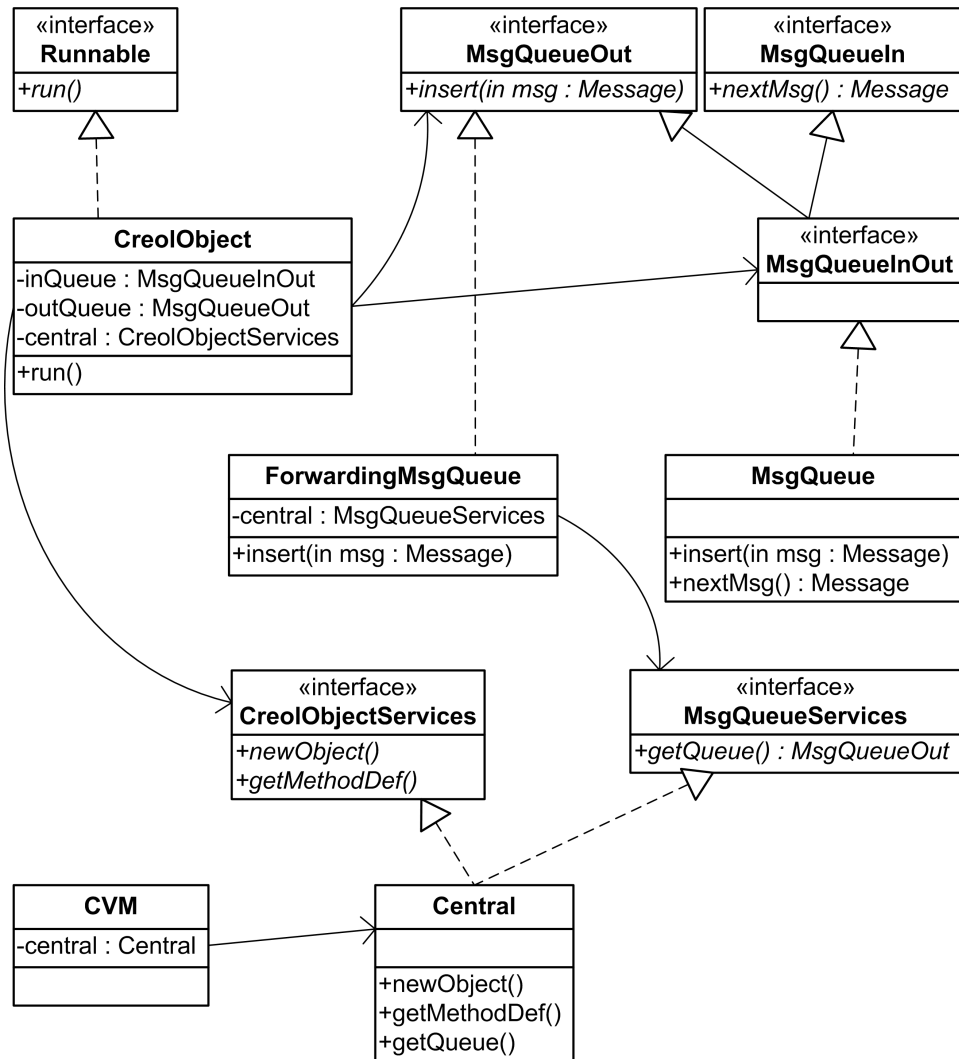 «interface»
Runnable
+run()
«interface»
MsgQueueOut
+insert(in msg : Message)
«interface»
MsgQueueIn
+nextMsg() : Message
CreolObject
-inQueue : MsgQueueInOut
-outQueue : MsgQueueOut
-central : CreolObjectServices
+run()
«interface»
MsgQueueInOut
ForwardingMsgQueue
-central : MsgQueueServices
+insert(in msg : Message)
MsgQueue
+insert(in msg : Message)
+nextMsg() : Message
«interface»
CreolObjectServices
+newObject()
+getMethodDef()
«interface»
MsgQueueServices
+getQueue() : MsgQueueOut
CVM
-central : Central
Central
+newObject()
+getMethodDef()
+getQueue()